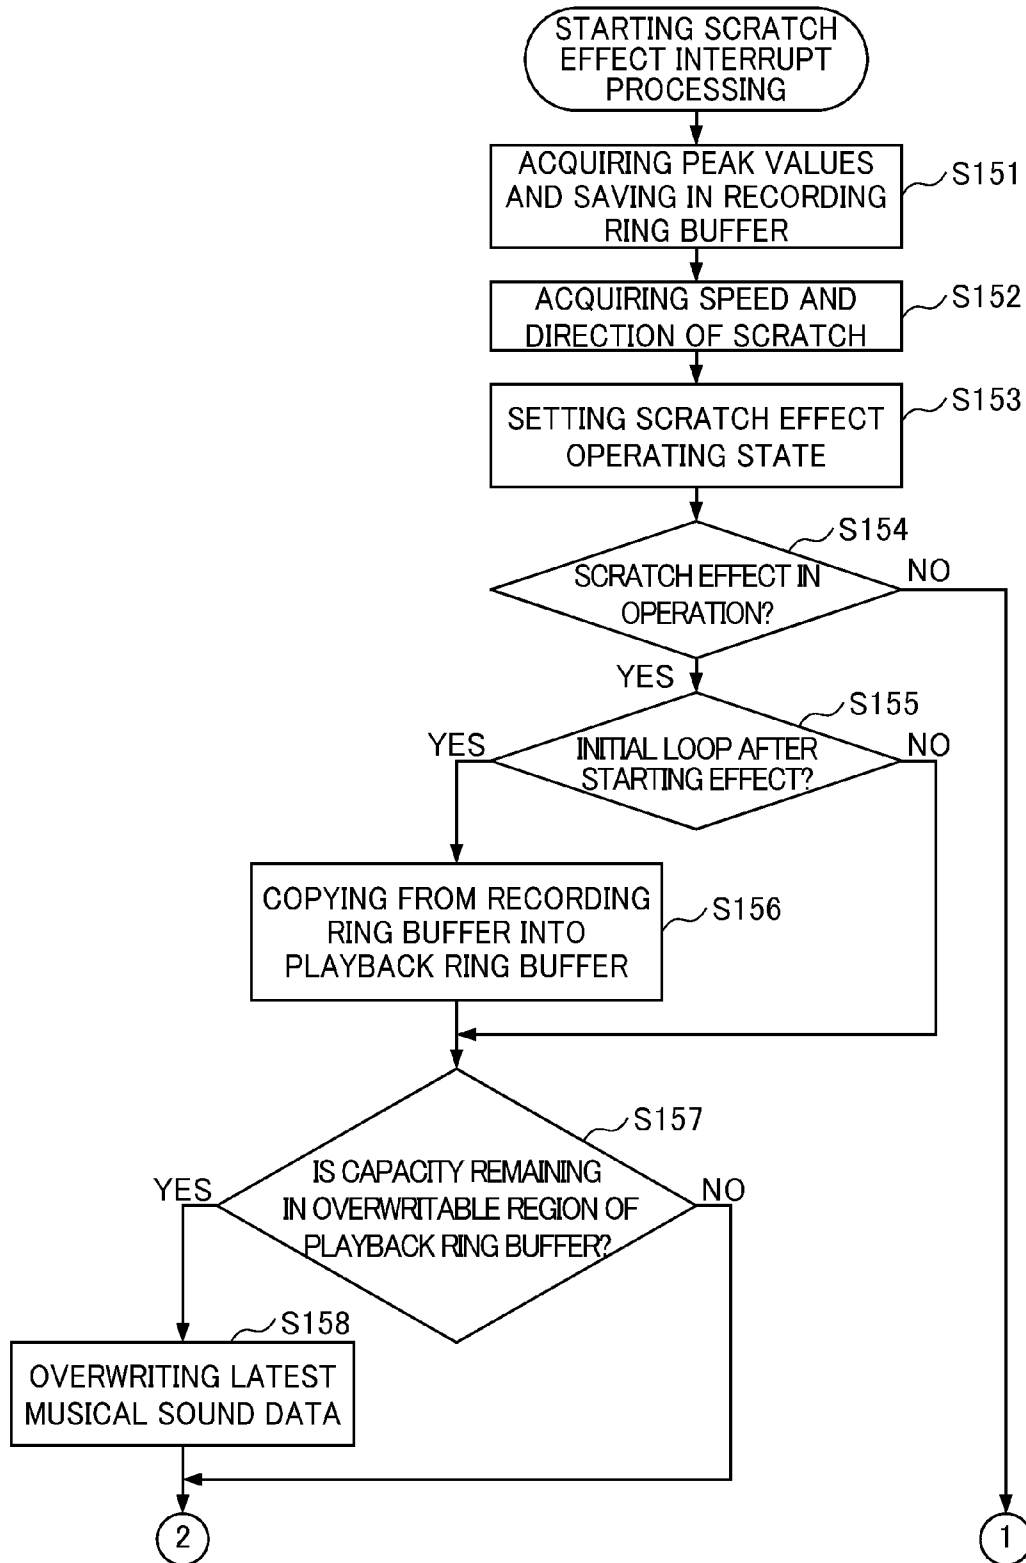 STARTING SCRATCH
EFFECT INTERRUPT
PROCESSING
ACQUIRING PEAK VALUES
AND SAVING IN RECORDING
RING BUFFER
S151
ACQUIRING SPEED AND
DIRECTION OF SCRATCH
S152
SETTING SCRATCH EFFECT
OPERATING STATE
S153
S154
SCRATCH EFFECT IN
OPERATION?
NO
YES
S155
INITIAL LOOP AFTER
STARTING EFFECT?
YES
NO
COPYING FROM RECORDING
RING BUFFER INTO
PLAYBACK RING BUFFER
S156
S157
IS CAPACITY REMAINING
IN OVERWRITABLE REGION OF
PLAYBACK RING BUFFER?
YES
NO
S158
OVERWRITING LATEST
MUSICAL SOUND DATA
2
1